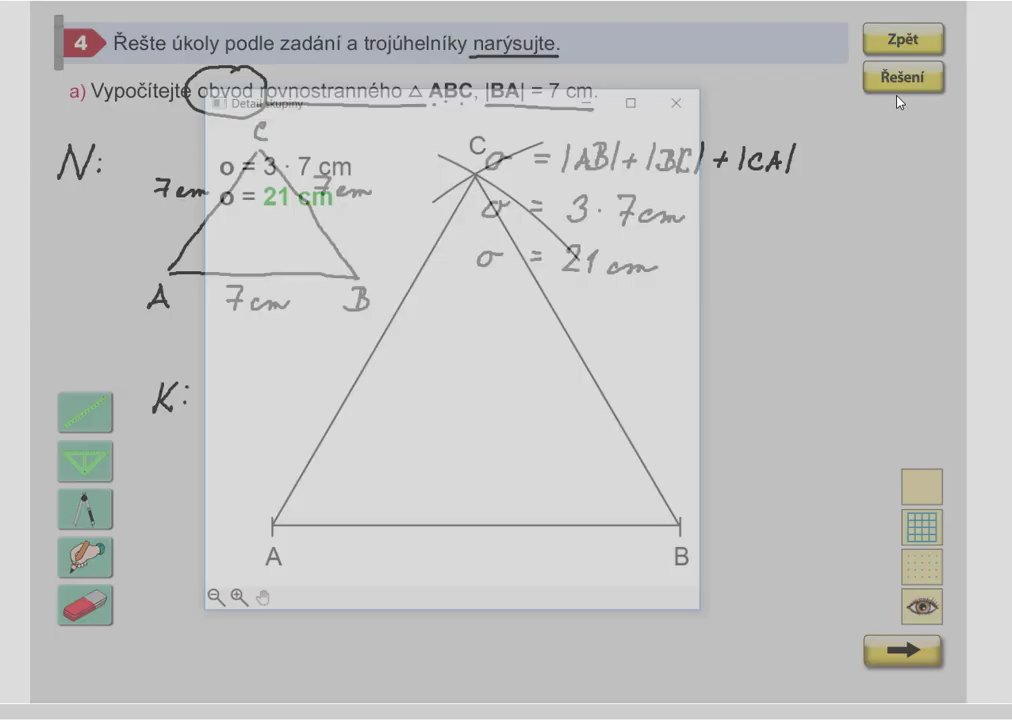 4 Řešte úkoly podle zadání a trojúhelníky narýsujte.
Zpět
Řešení
a) Vypočítejte obvod rovnostranného △ ABC, |BA| = 7 cm.
Detail skupiny
N:
C
7 cm
7 cm
A
7 cm
B
o = 3 · 7 cm
o = 21 cm
C
o = |AB| + |BC| + |CA|
o = 3 · 7 cm
o = 21 cm
K:
A
B